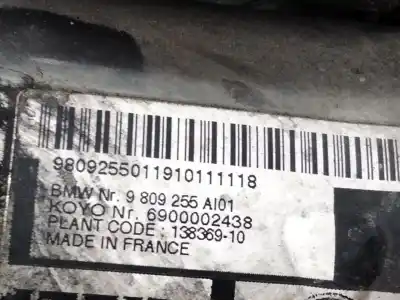 9809255011910111118
BMW Nr. 9 809 255 AI01
KOYO Nr. 6900002438
PLANT CODE : 138369-10
MADE IN FRANCE